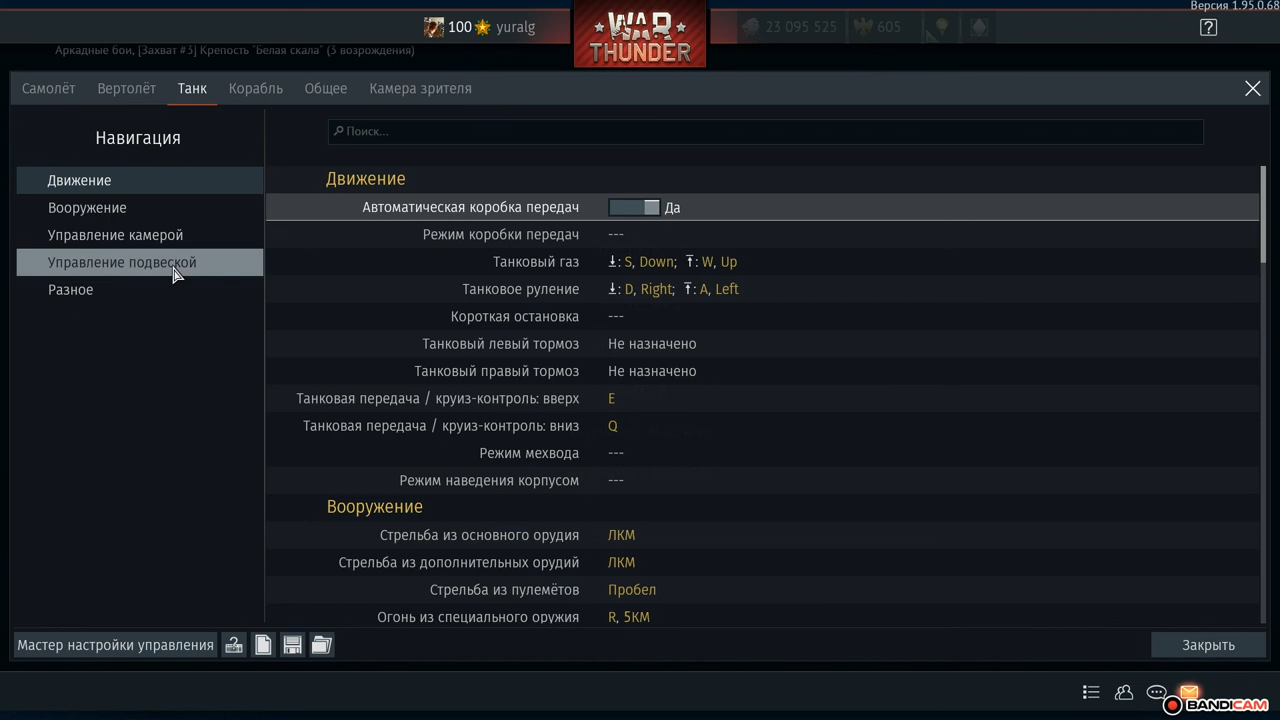 Версия 1.95.0.68
100 yuralg
WAR THUNDER
23 095 525
605
Аркадные бои, [Захват #3] Крепость "Белая скала" (3 возрождения)
Самолёт Вертолёт Танк Корабль Общее Камера зрителя
Навигация
Движение
Вооружение
Управление камерой
Управление подвеской
Разное
Поиск...
Движение
Автоматическая коробка передач Да
Режим коробки передач ---
Танковый газ : S, Down; : W, Up
Танковое руление : D, Right; : A, Left
Короткая остановка ---
Танковый левый тормоз Не назначено
Танковый правый тормоз Не назначено
Танковая передача / круиз-контроль: вверх E
Танковая передача / круиз-контроль: вниз Q
Режим мехвода ---
Режим наведения корпусом ---
Вооружение
Стрельба из основного орудия ЛКМ
Стрельба из дополнительных орудий ЛКМ
Стрельба из пулемётов Пробел
Огонь из специального оружия R, 5КМ
Мастер настройки управления
Закрыть
BANDICAM